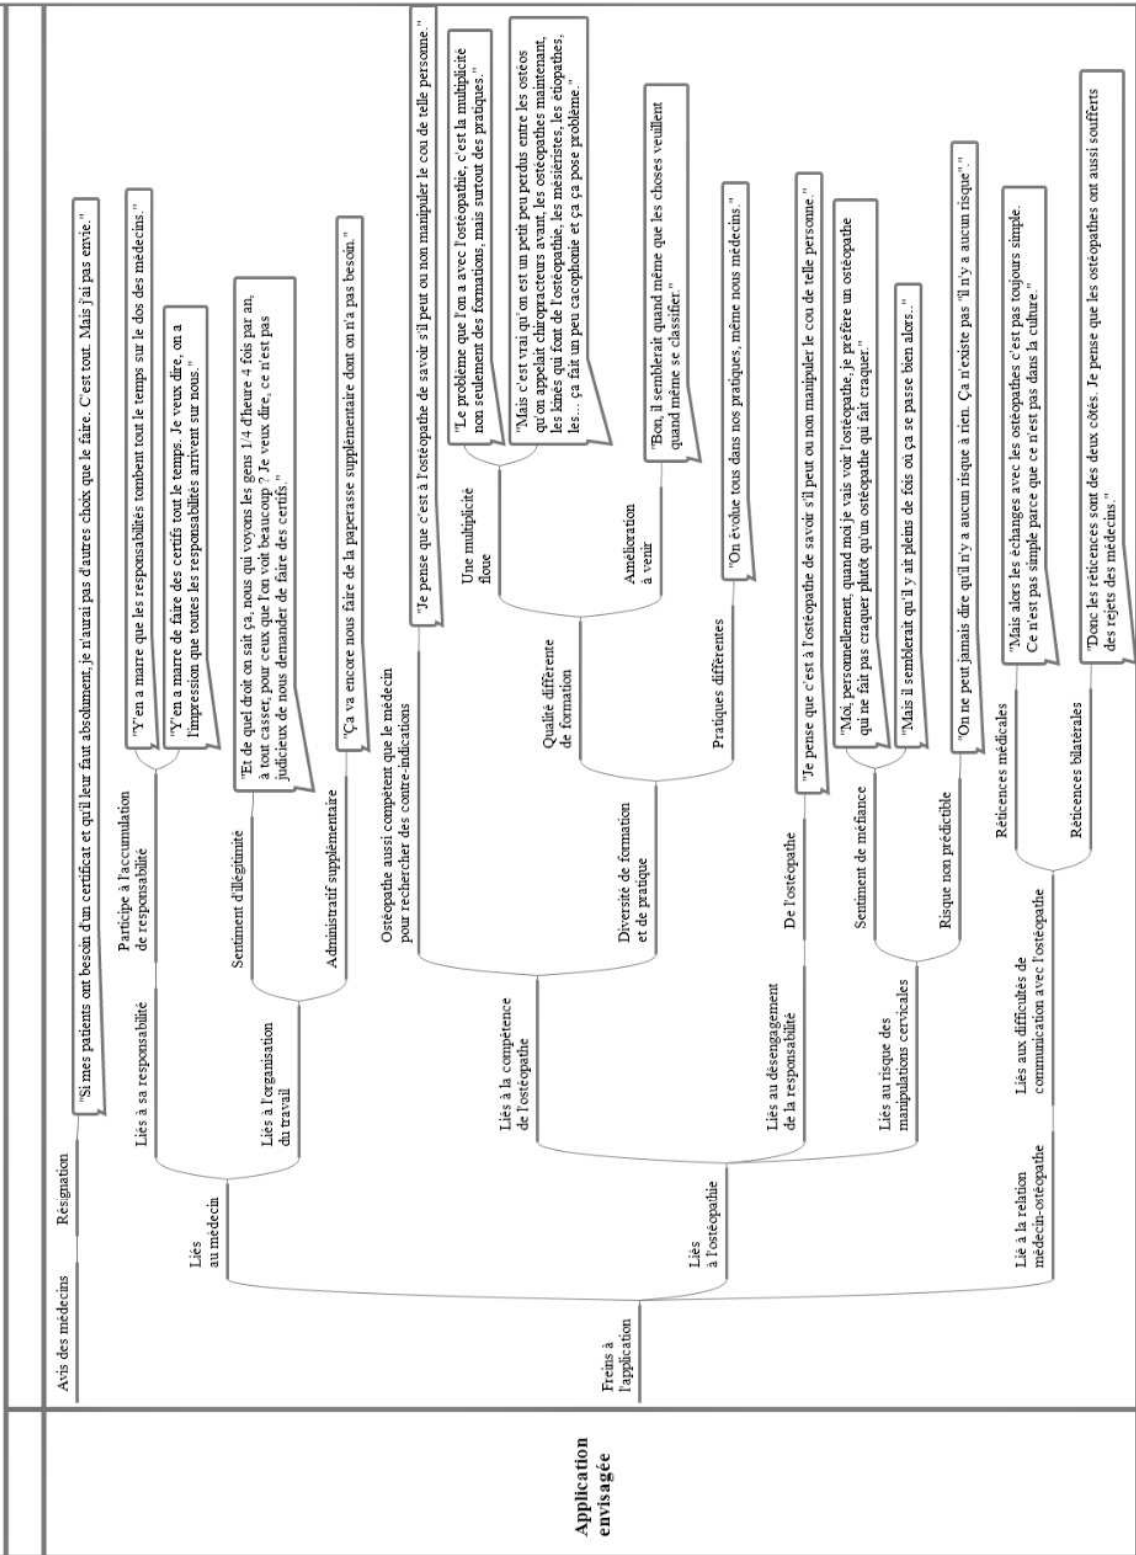 Application
envisagée
Avis des médecins
Résignation
"Si mes patients ont besoin d'un certificat et qu'il leur faut absolument, je n'aurai pas d'autres choix que le faire. C'est tout. Mais j'ai pas envie."
Freins à
l'application
Liés
au médecin
Liés à sa responsabilité
Participe à l'accumulation
de responsabilité
"Y'en a marre que les responsabilités tombent tout le temps sur le dos des médecins."
"Y'en a marre de faire des certifs tout le temps. Je veux dire, on a
l'impression que toutes les responsabilités arrivent sur nous."
Liés à l'organisation
du travail
Sentiment d'illégitimité
"Et de quel droit on sait ça, nous qui voyons les gens 1/4 d'heure 4 fois par an,
à tout casser, pour ceux que l'on voit beaucoup ? Je veux dire, ce n'est pas
judicieux de nous demander de faire des certifs."
Administratif supplémentaire
"Ça va encore nous faire de la paperasse supplémentaire dont on n'a pas besoin."
Liés
à l'ostéopathie
Liés à la compétence
de l'ostéopathe
Ostéopathe aussi compétent que le médecin
pour rechercher des contre-indications
"Je pense que c'est à l'ostéopathe de savoir s'il peut ou non manipuler le cou de telle personne."
Diversité de formation
et de pratique
Qualité différente
de formation
Une multiplicité
floue
"Le problème que l'on a avec l'ostéopathie, c'est la multiplicité
non seulement des formations, mais surtout des pratiques."
"Mais c'est vrai qu'on est un petit peu perdus entre les ostéos
qu'on appelait chiropracteurs avant, les ostéopathes maintenant,
les kinés qui font de l'ostéopathie, les mésièristes, les étiopathes,
les... ça fait un peu cacophonie et ça ça pose problème."
Amélioration
à venir
"Bon, il semblerait quand même que les choses veuillent
quand même se classifier."
Pratiques différentes
"On évolue tous dans nos pratiques, même nous médecins."
Liés au désengagement
de la responsabilité
De l'ostéopathe
"Je pense que c'est à l'ostéopathe de savoir s'il peut ou non manipuler le cou de telle personne."
Liés au risque des
manipulations cervicales
Sentiment de méfiance
"Moi, personnellement, quand moi je vais voir l'ostéopathe, je préfère un ostéopathe
qui ne fait pas craquer plutôt qu'un ostéopathe qui fait craquer."
"Mais il semblerait qu'il y ait pleins de fois où ça se passe bien alors.."
Risque non prédictible
"On ne peut jamais dire qu'il n'y a aucun risque à rien. Ça n'existe pas "il n'y a aucun risque"."
Lié à la relation
médecin-ostéopathe
Liés aux difficultés de
communication avec l'ostéopathe
Réticences médicales
"Mais alors les échanges avec les ostéopathes c'est pas toujours simple.
Ce n'est pas simple parce que ce n'est pas dans la culture."
Réticences bilatérales
"Donc les réticences sont des deux côtés. Je pense que les ostéopathes ont aussi soufferts
des rejets des médecins."